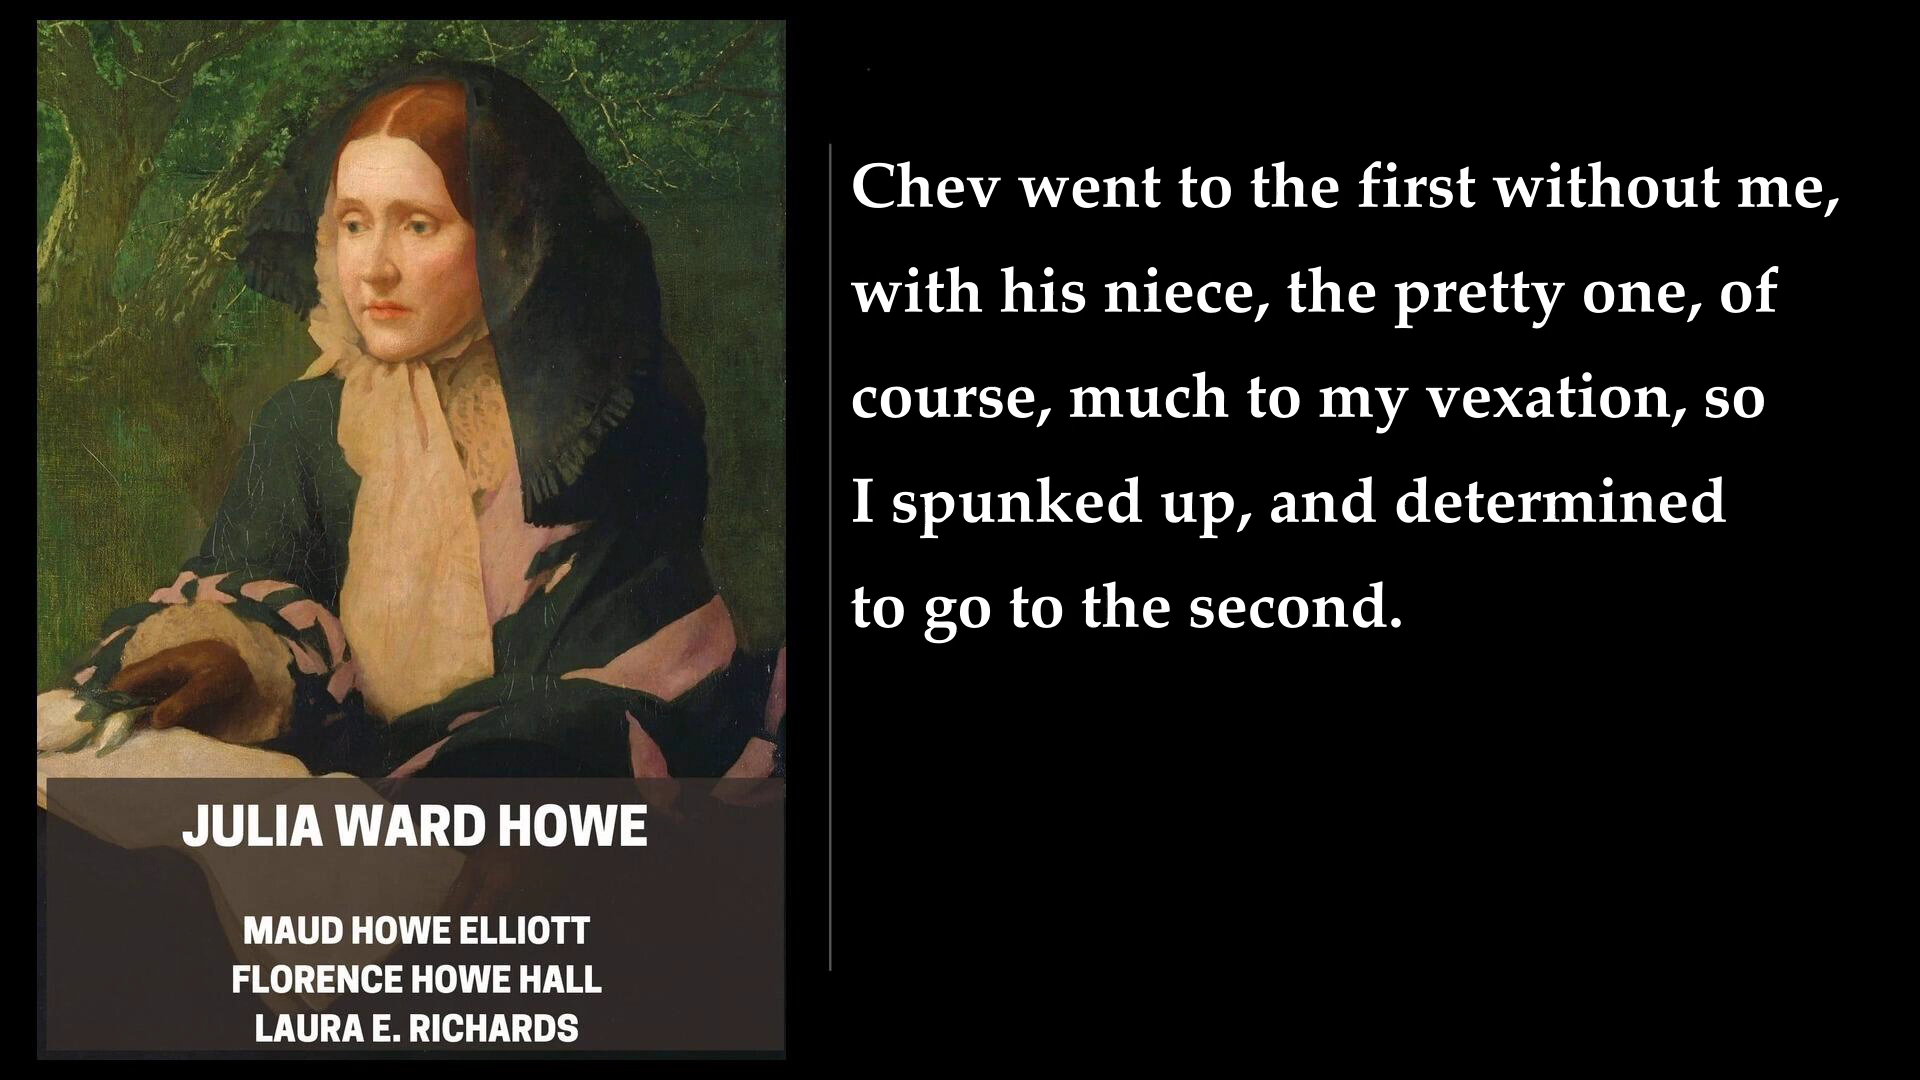 JULIA WARD HOWE
MAUD HOWE ELLIOTT
FLORENCE HOWE HALL
LAURA E. RICHARDS
Chev went to the first without me,
with his niece, the pretty one, of
course, much to my vexation, so
I spunked up, and determined
to go to the second.